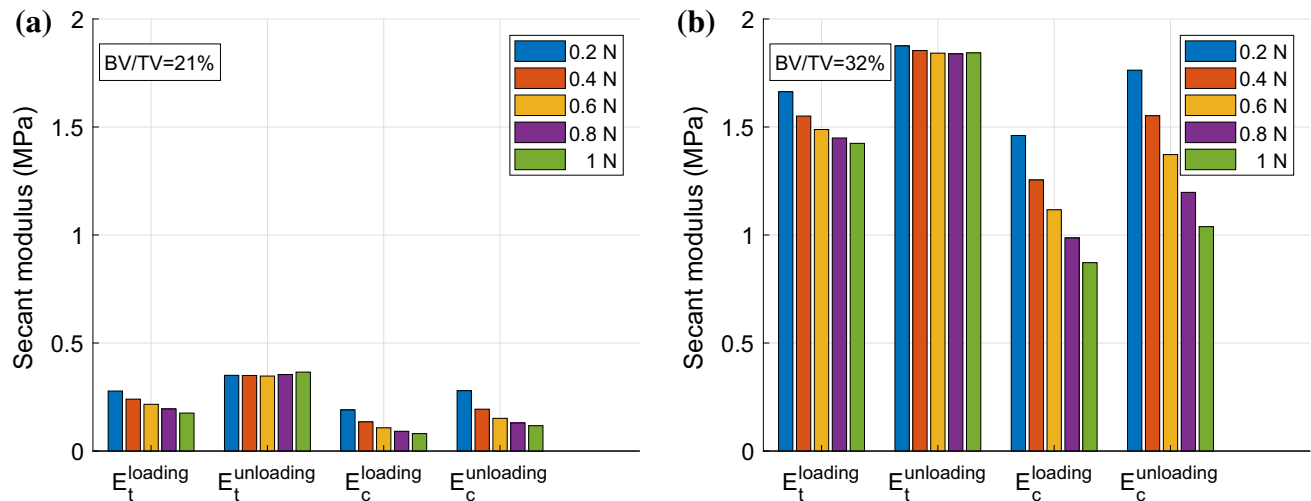 (a)
Secant modulus (MPa)
2
1.5
1
0.5
0
BV/TV=21%
0.2 N
0.4 N
0.6 N
0.8 N
1 N
E_t^loading E_t^unloading E_c^loading E_c^unloading
(b)
Secant modulus (MPa)
2
1.5
1
0.5
0
BV/TV=32%
0.2 N
0.4 N
0.6 N
0.8 N
1 N
E_t^loading E_t^unloading E_c^loading E_c^unloading